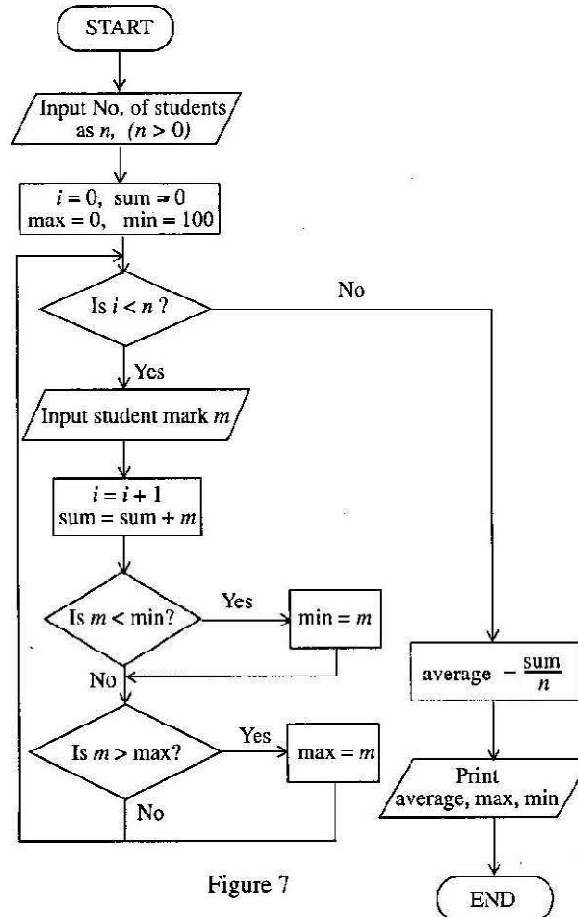 START
Input No. of students
as n, (n > 0)
i = 0, sum = 0
max = 0, min = 100
Is i < n ?
No
Yes
Input student mark m
i = i + 1
sum = sum + m
Is m < min?
Yes
min = m
No
Is m > max?
Yes
max = m
No
average - sum
n
Print
average, max, min
END
Figure 7